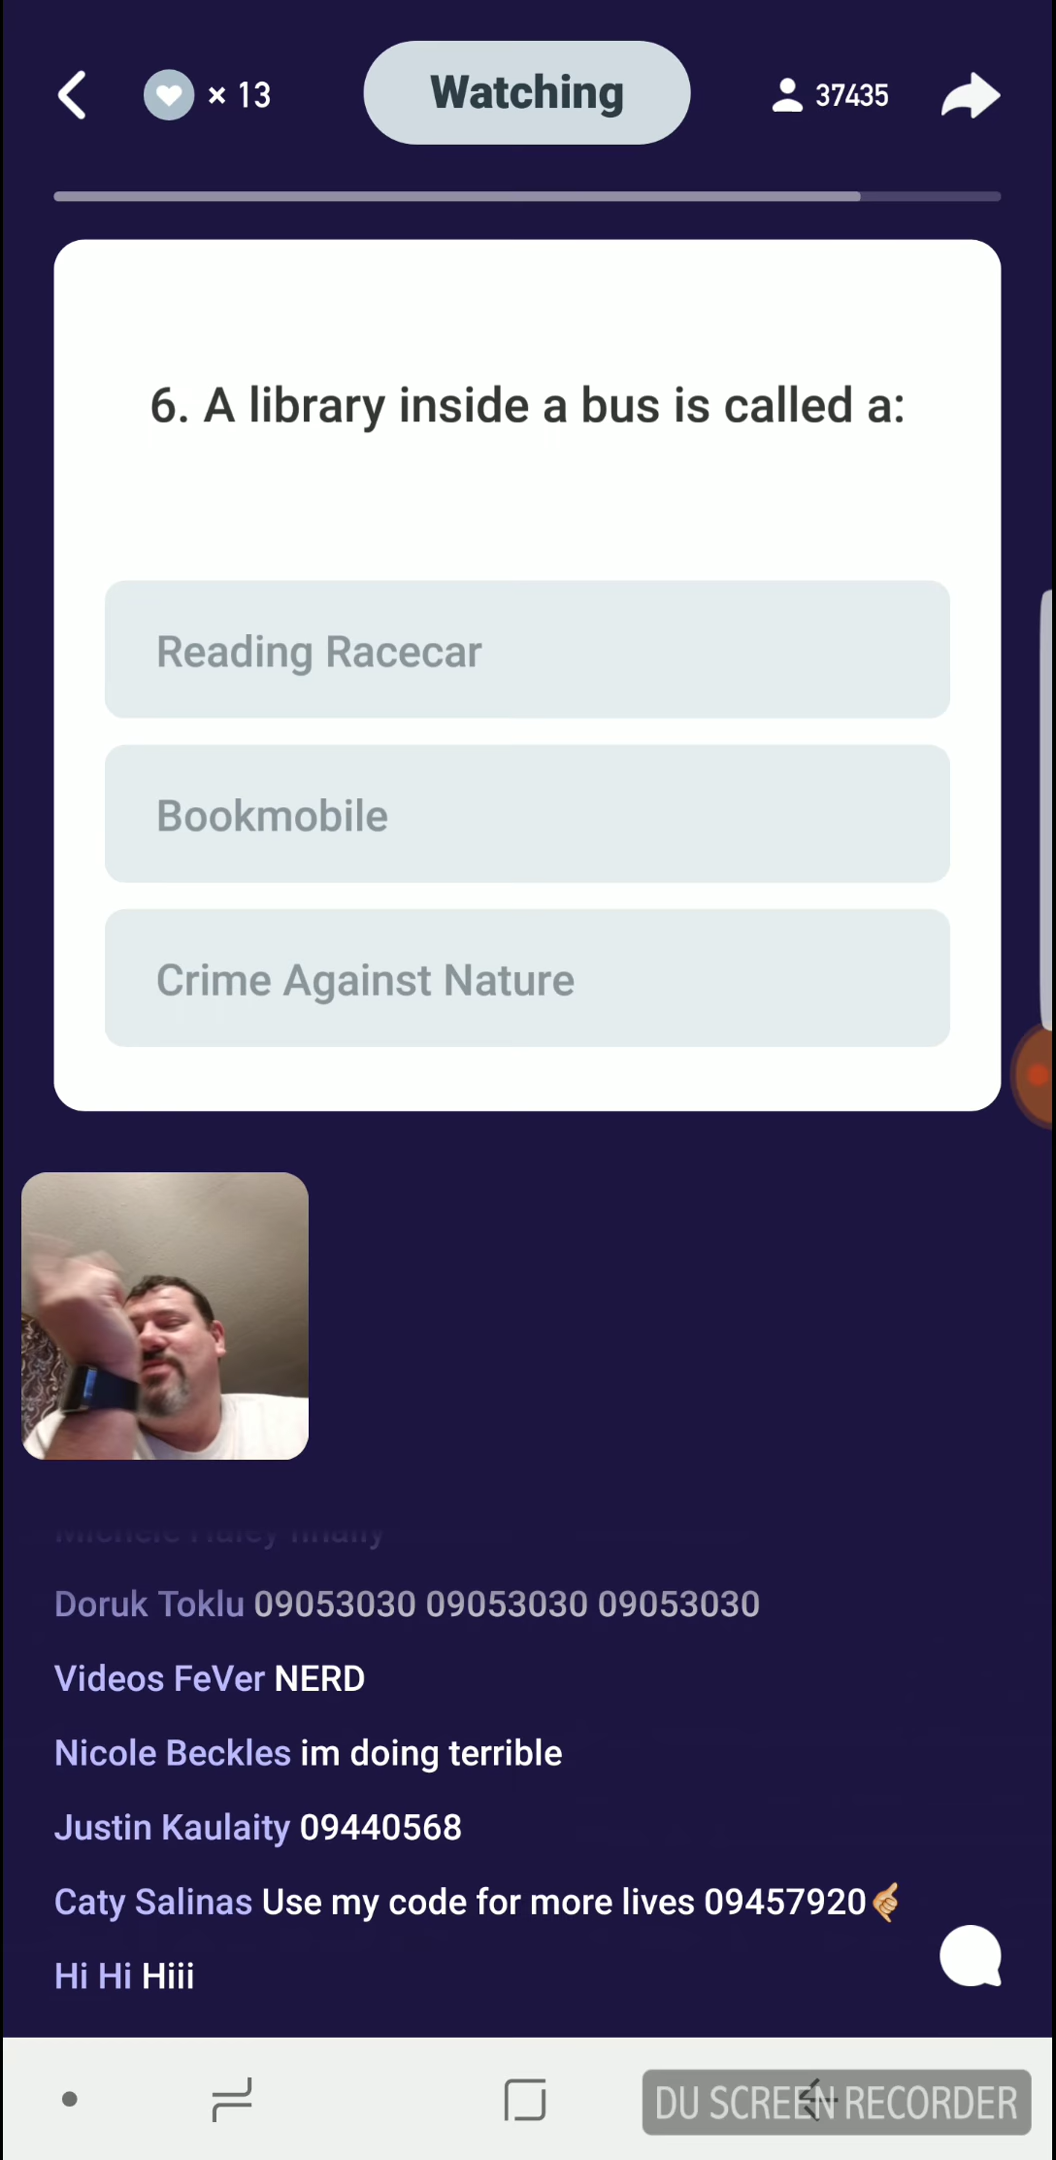 × 13
Watching
37435
6. A library inside a bus is called a:
Reading Racecar
Bookmobile
Crime Against Nature
Doruk Toklu 09053030 09053030 09053030
Videos FeVer NERD
Nicole Beckles im doing terrible
Justin Kaulaity 09440568
Caty Salinas Use my code for more lives 09457920🤙
Hi Hi Hiii
DU SCREEN RECORDER